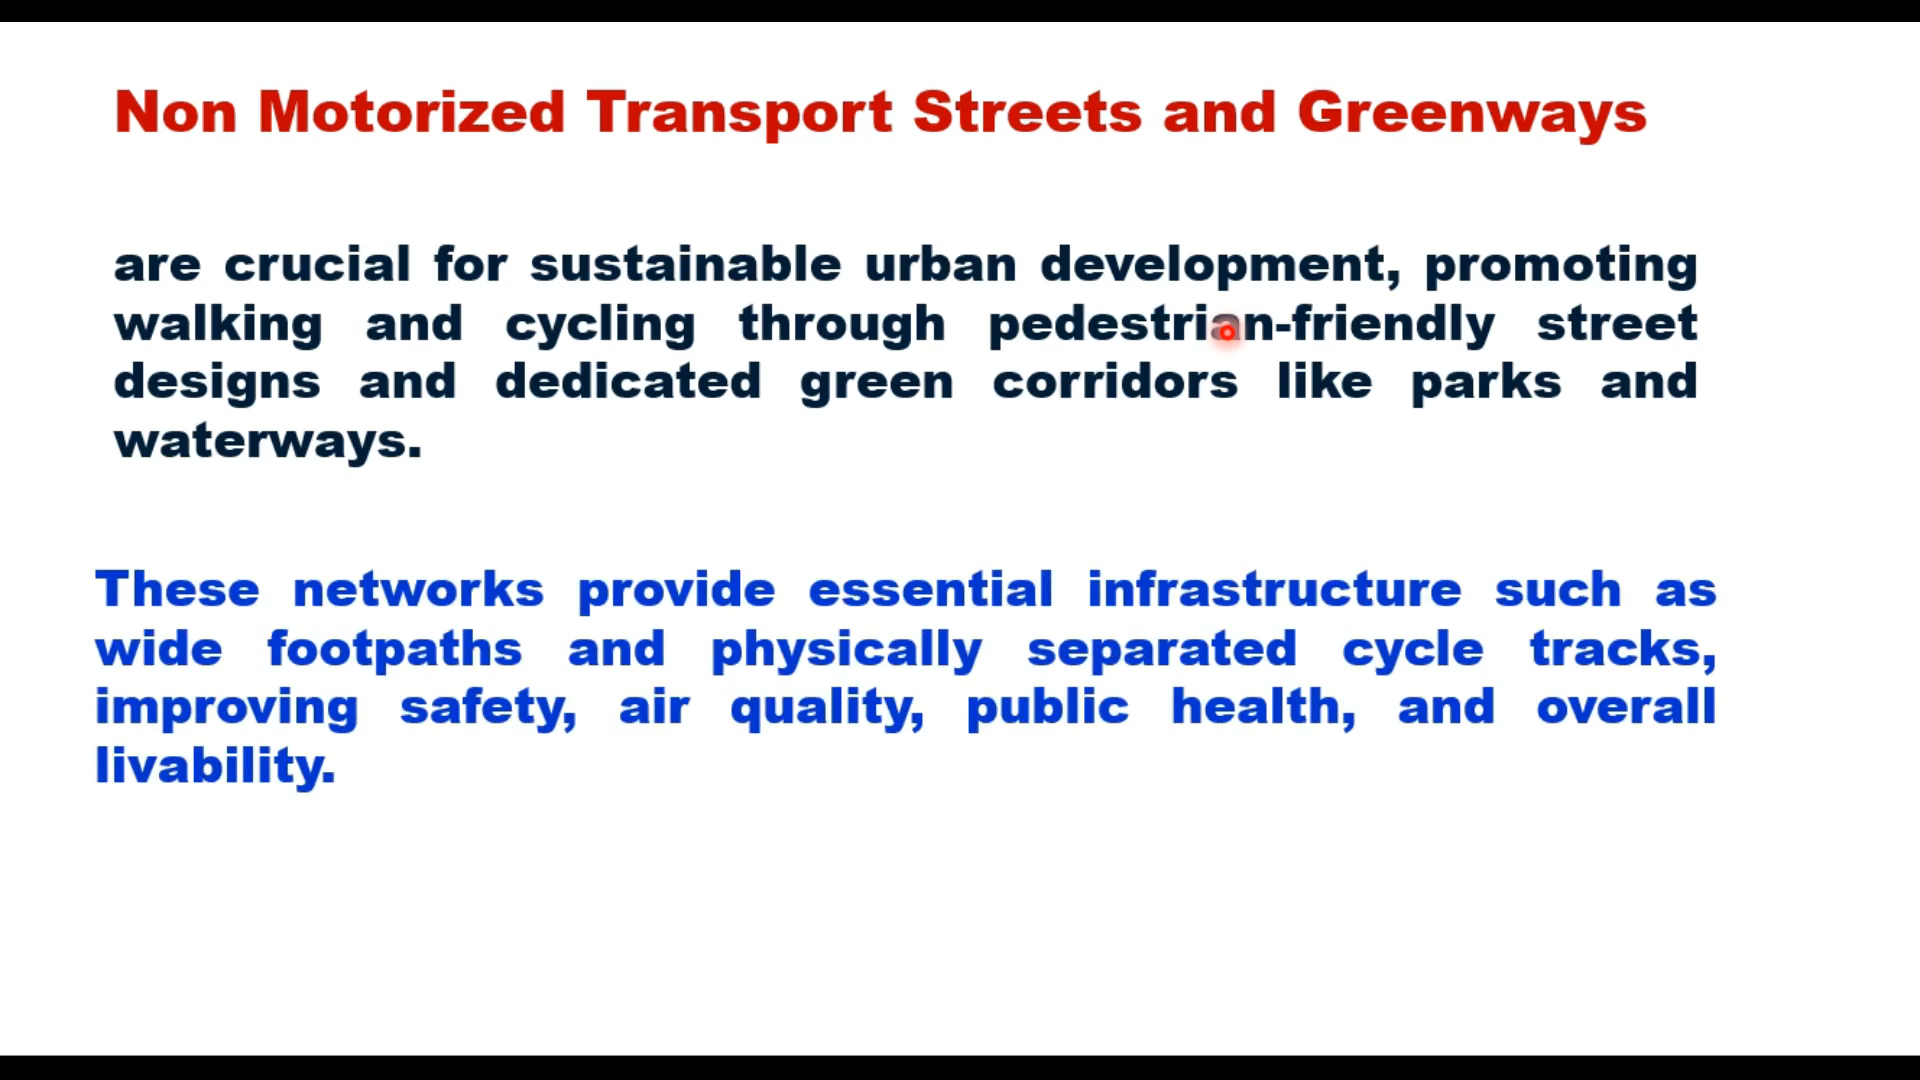 Non Motorized Transport Streets and Greenways
are crucial for sustainable urban development, promoting
walking and cycling through pedestrian-friendly street
designs and dedicated green corridors like parks and
waterways.
These networks provide essential infrastructure such as
wide footpaths and physically separated cycle tracks,
improving safety, air quality, public health, and overall
livability.